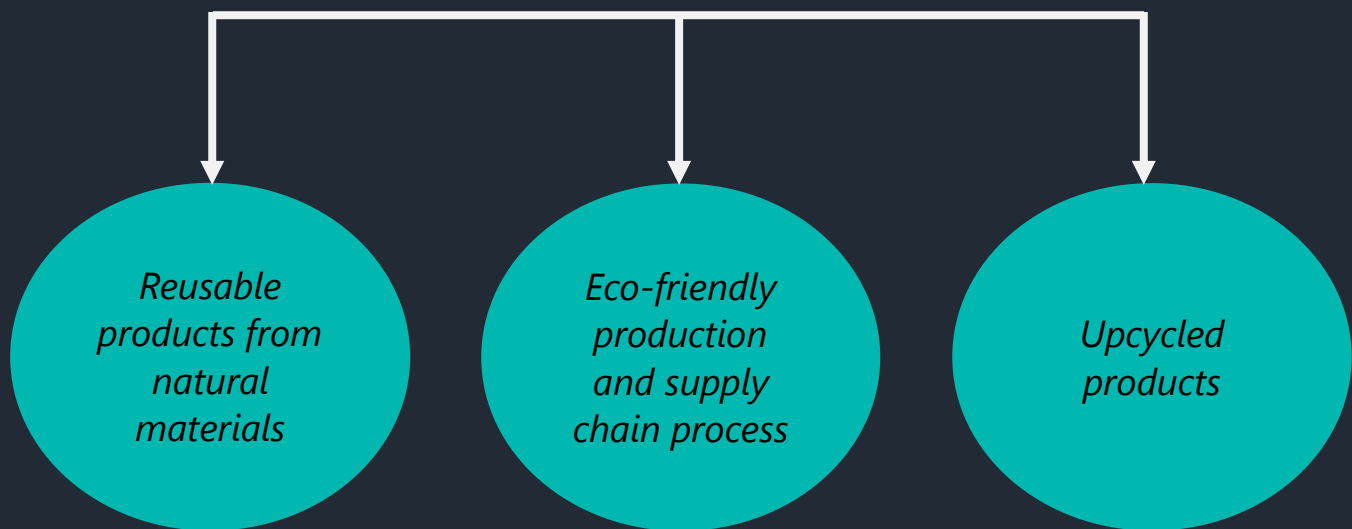 Reusable
products from
natural
materials
Eco-friendly
production
and supply
chain process
Upcycled
products